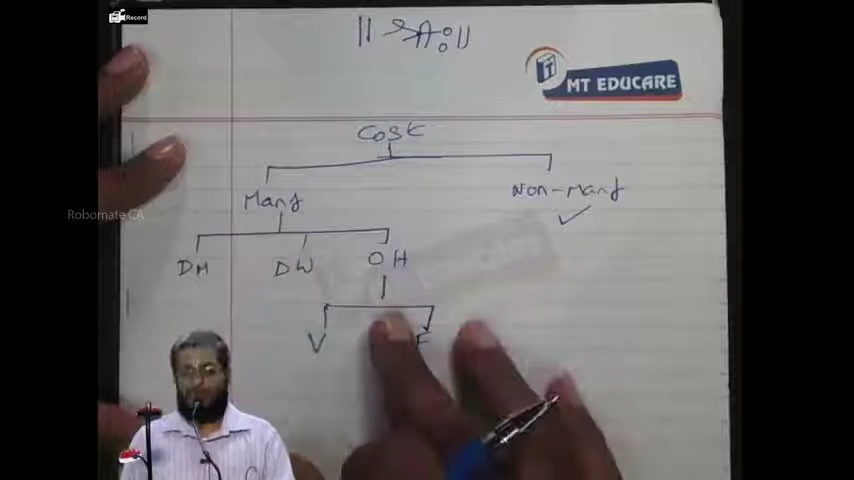 Record
MT EDUCARE
Cost
Manf
Non-Manf
Robomate CA
DM DW OH
V F